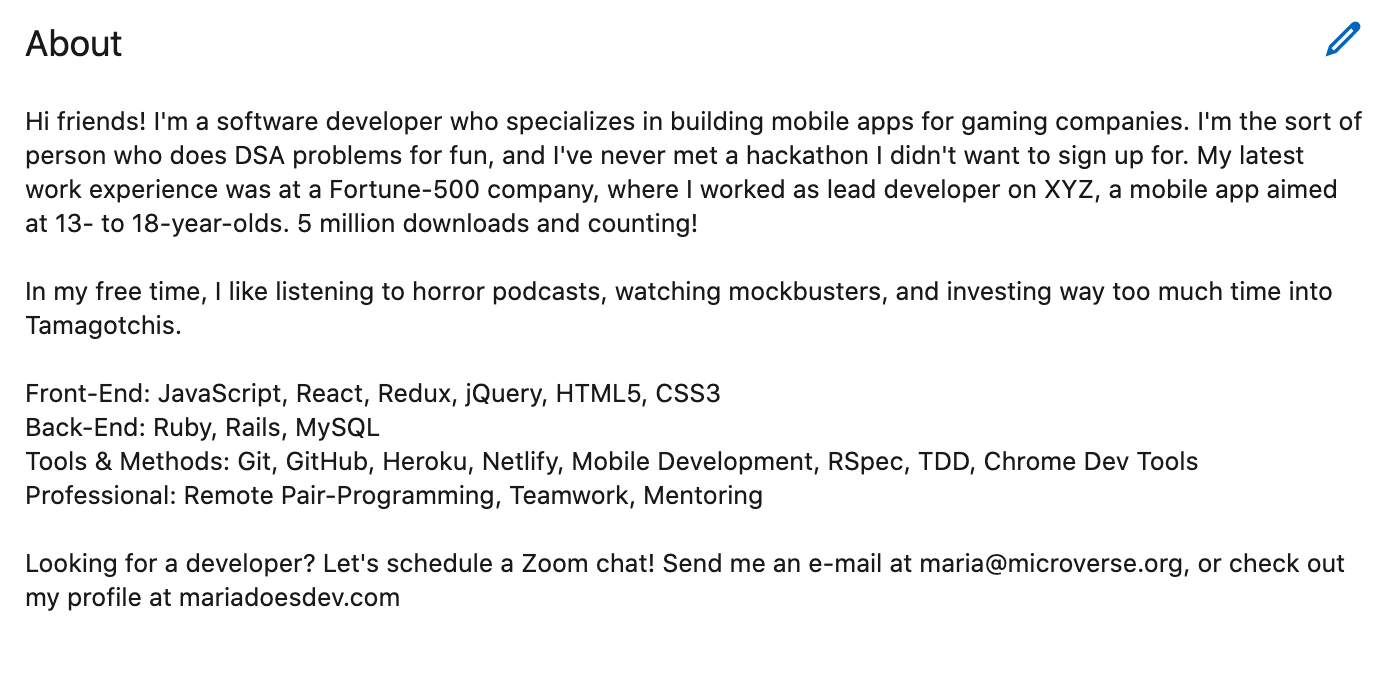 About
Hi friends! I'm a software developer who specializes in building mobile apps for gaming companies. I'm the sort of
person who does DSA problems for fun, and I've never met a hackathon I didn't want to sign up for. My latest
work experience was at a Fortune-500 company, where I worked as lead developer on XYZ, a mobile app aimed
at 13- to 18-year-olds. 5 million downloads and counting!
In my free time, I like listening to horror podcasts, watching mockbusters, and investing way too much time into
Tamagotchis.
Front-End: JavaScript, React, Redux, jQuery, HTML5, CSS3
Back-End: Ruby, Rails, MySQL
Tools & Methods: Git, GitHub, Heroku, Netlify, Mobile Development, RSpec, TDD, Chrome Dev Tools
Professional: Remote Pair-Programming, Teamwork, Mentoring
Looking for a developer? Let's schedule a Zoom chat! Send me an e-mail at maria@microverse.org, or check out
my profile at mariadoesdev.com